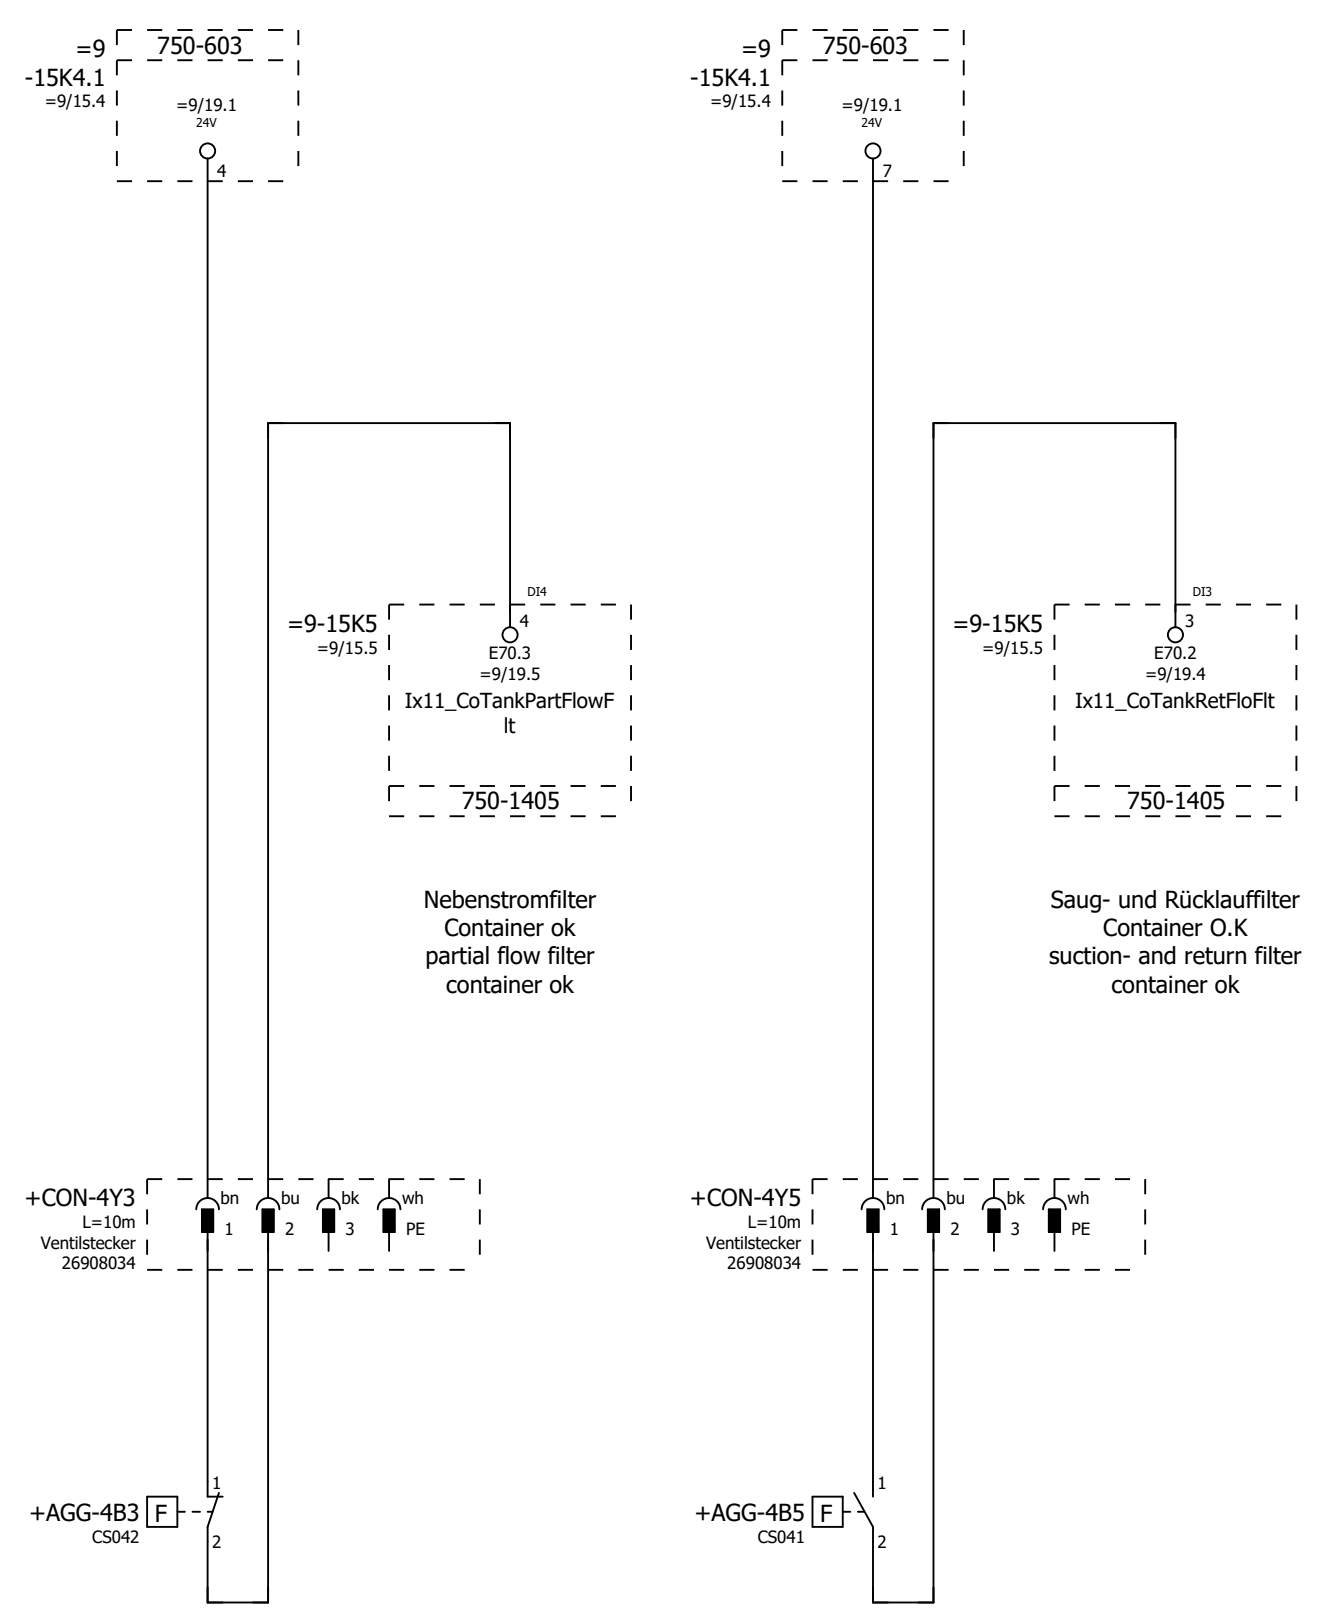 =9
750-603
-15K4.1
=9/15.4
=9/19.1
24V
4
DI4
=9-15K5
=9/15.5
4
E70.3
=9/19.5
Ix11_CoTankPartFlowF
lt
750-1405
Nebenstromfilter
Container ok
partial flow filter
container ok
+CON-4Y3
L=10m
Ventilstecker
26908034
bn
1
bu
2
bk
3
wh
PE
+AGG-4B3
CS042
F
1
2
=9
750-603
-15K4.1
=9/15.4
=9/19.1
24V
7
DI3
=9-15K5
=9/15.5
3
E70.2
=9/19.4
Ix11_CoTankRetFloFlt
750-1405
Saug- und Rücklauffilter
Container O.K
suction- and return filter
container ok
+CON-4Y5
L=10m
Ventilstecker
26908034
bn
1
bu
2
bk
3
wh
PE
+AGG-4B5
CS041
F
1
2